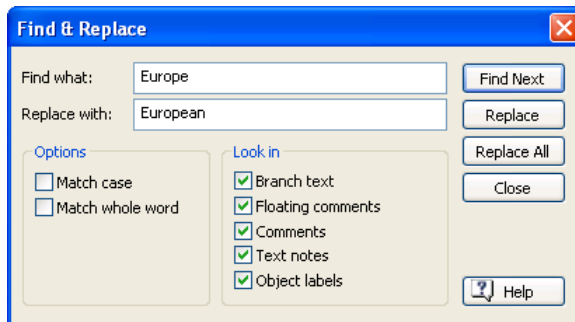 Find & Replace
Find what: Europe Find Next
Replace with: European Replace
Options Look in Replace All
Match case Branch text Close
Match whole word Floating comments
Comments
Text notes
Object labels Help